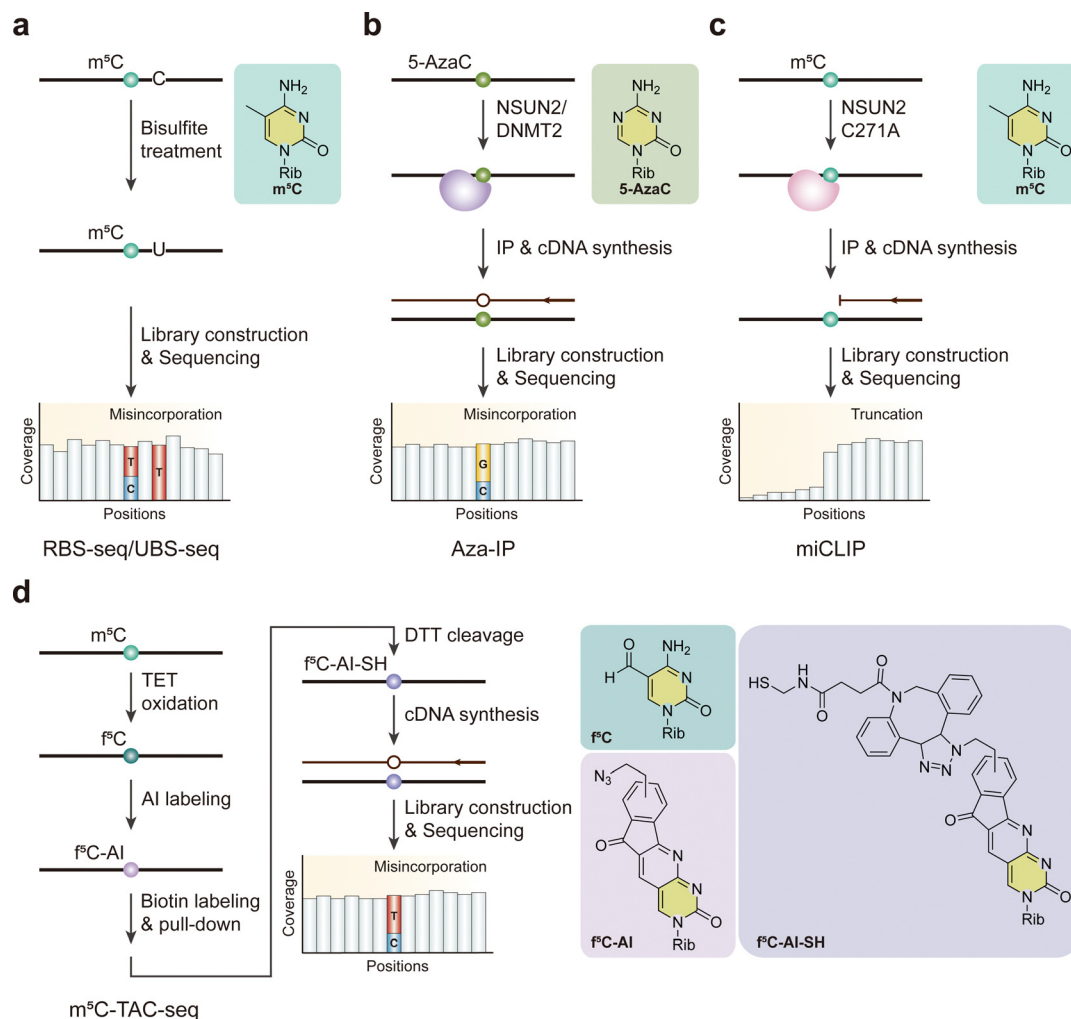 a
m⁵C
C
Bisulfite
treatment
m⁵C
U
Library construction
& Sequencing
Misincorporation
Coverage
T
C
T
Positions
RBS-seq/UBS-seq
NH₂
N
N
O
Rib
m⁵C
b
5-AzaC
NSUN2/
DNMT2
IP & cDNA synthesis
Library construction
& Sequencing
Misincorporation
Coverage
G
C
Positions
Aza-IP
NH₂
N
N
N
O
Rib
5-AzaC
c
m⁵C
NSUN2
C271A
IP & cDNA synthesis
Library construction
& Sequencing
Truncation
Coverage
Positions
miCLIP
NH₂
N
N
O
Rib
m⁵C
d
m⁵C
TET
oxidation
f⁵C
AI labeling
f⁵C-AI
Biotin labeling
& pull-down
m⁵C-TAC-seq
DTT cleavage
f⁵C-AI-SH
cDNA synthesis
Library construction
& Sequencing
Misincorporation
Coverage
T
C
Positions
O
NH₂
N
N
O
Rib
f⁵C
N₃
O
N
N
N
O
Rib
f⁵C-AI
HS
H
N
O
O
N
N
N=N
O
N
N
N
O
Rib
f⁵C-AI-SH